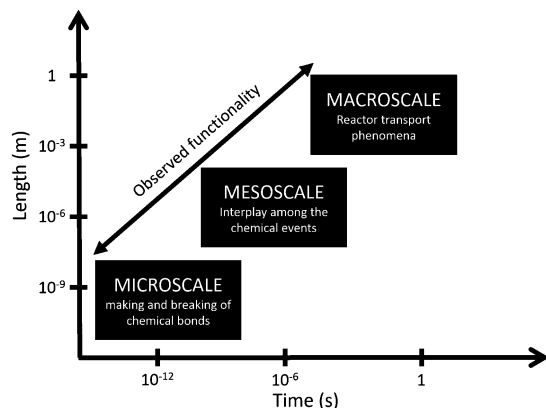 Length (m)
1
10⁻³
10⁻⁶
10⁻⁹
Observed functionality
MACROSCALE
Reactor transport
phenomena
MESOSCALE
Interplay among the
chemical events
MICROSCALE
making and breaking of
chemical bonds
10⁻¹²
10⁻⁶
1
Time (s)